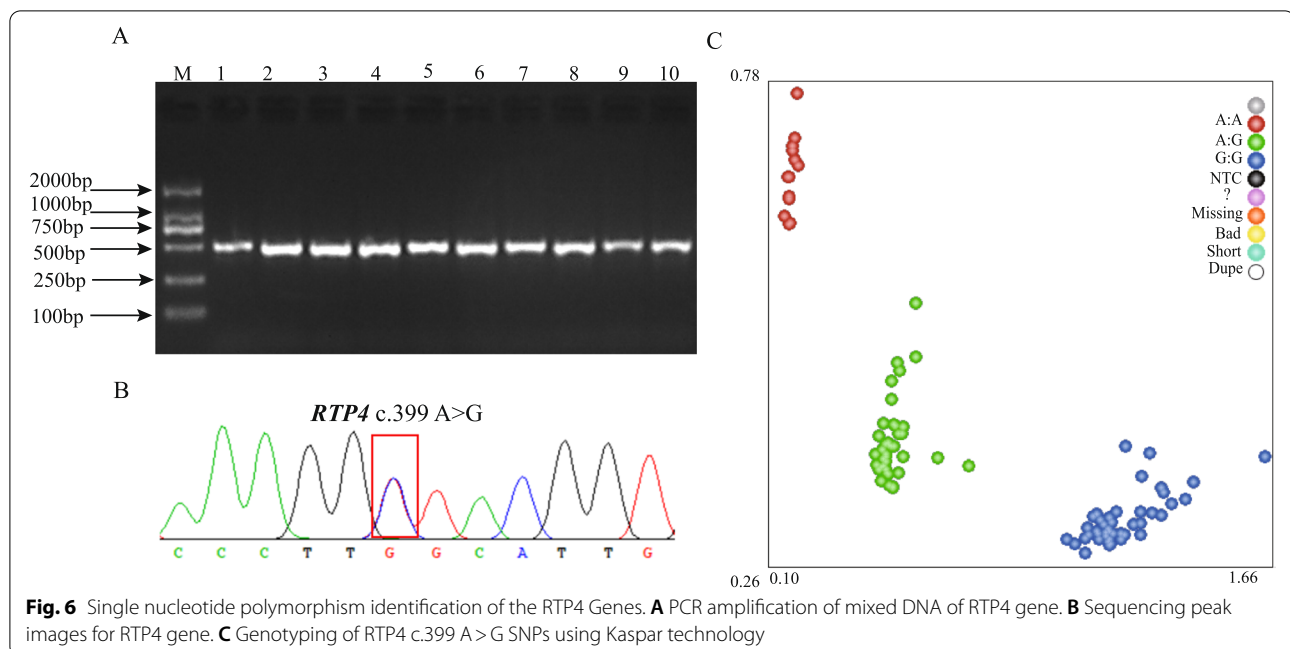 A
M 1 2 3 4 5 6 7 8 9 10
2000bp
1000bp
750bp
500bp
250bp
100bp
B
RTP4 c.399 A>G
C C C T T G G C A T T G
C
0.78
A:A
A:G
G:G
NTC
?
Missing
Bad
Short
Dupe
0.26 0.10 1.66
Fig. 6 Single nucleotide polymorphism identification of the RTP4 Genes. A PCR amplification of mixed DNA of RTP4 gene. B Sequencing peak
images for RTP4 gene. C Genotyping of RTP4 c.399 A > G SNPs using Kaspar technology